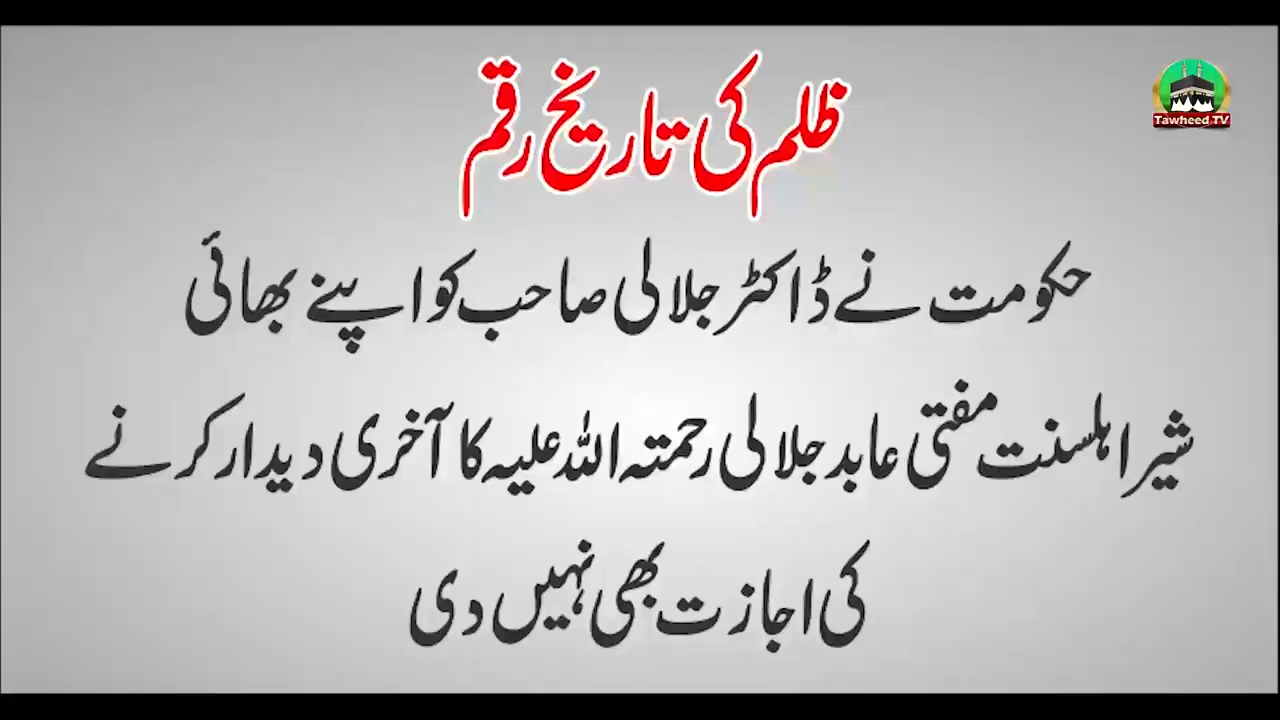 ظلم کی تاریخ رقم
Tawheed TV
حکومت نے ڈاکٹر جلالی صاحب کو اپنے بھائی
شیر اہلسنت مفتی عابد جلالی رحمتہ اللہ علیہ کا آخری دیدار کرنے
کی اجازت بھی نہیں دی